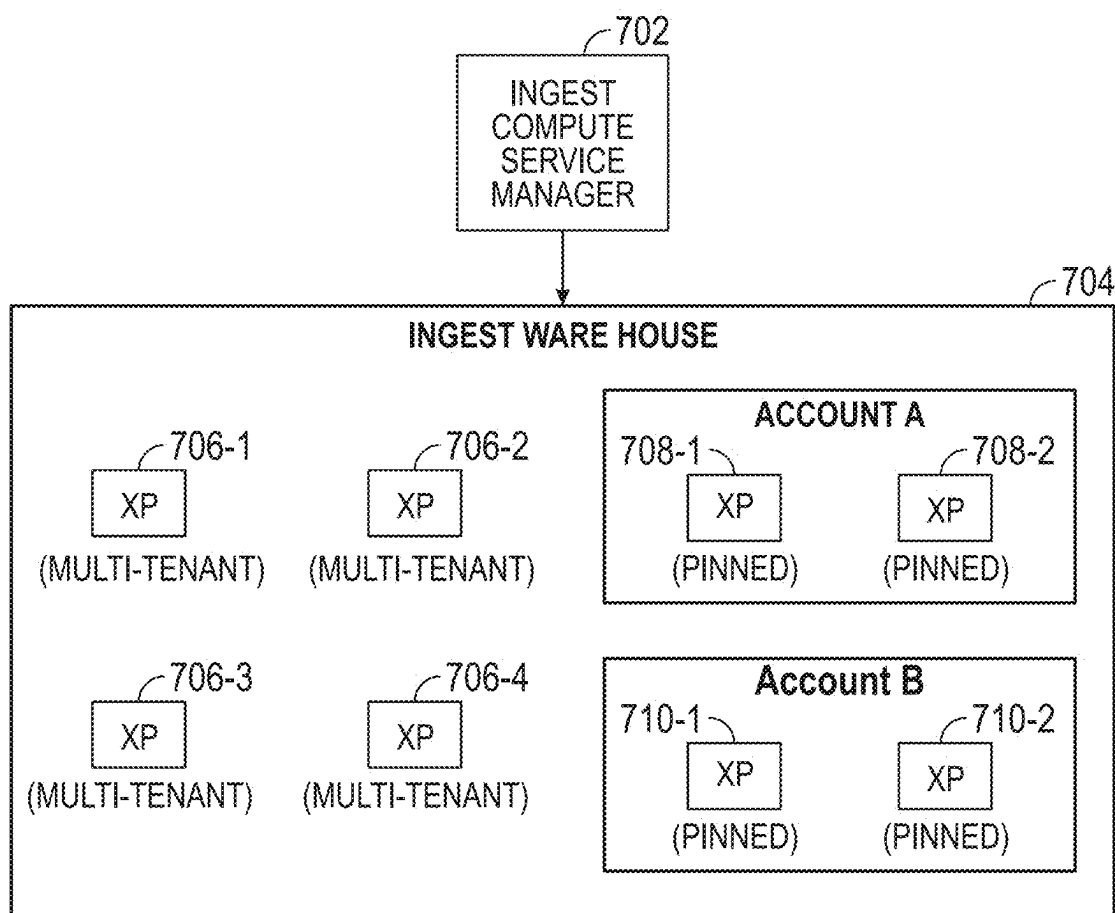 702
INGEST
COMPUTE
SERVICE
MANAGER
704
INGEST WARE HOUSE
ACCOUNT A
706-1
706-2
708-1
708-2
XP
XP
XP
XP
(MULTI-TENANT)
(MULTI-TENANT)
(PINNED)
(PINNED)
Account B
706-3
706-4
710-1
710-2
XP
XP
XP
XP
(MULTI-TENANT)
(MULTI-TENANT)
(PINNED)
(PINNED)